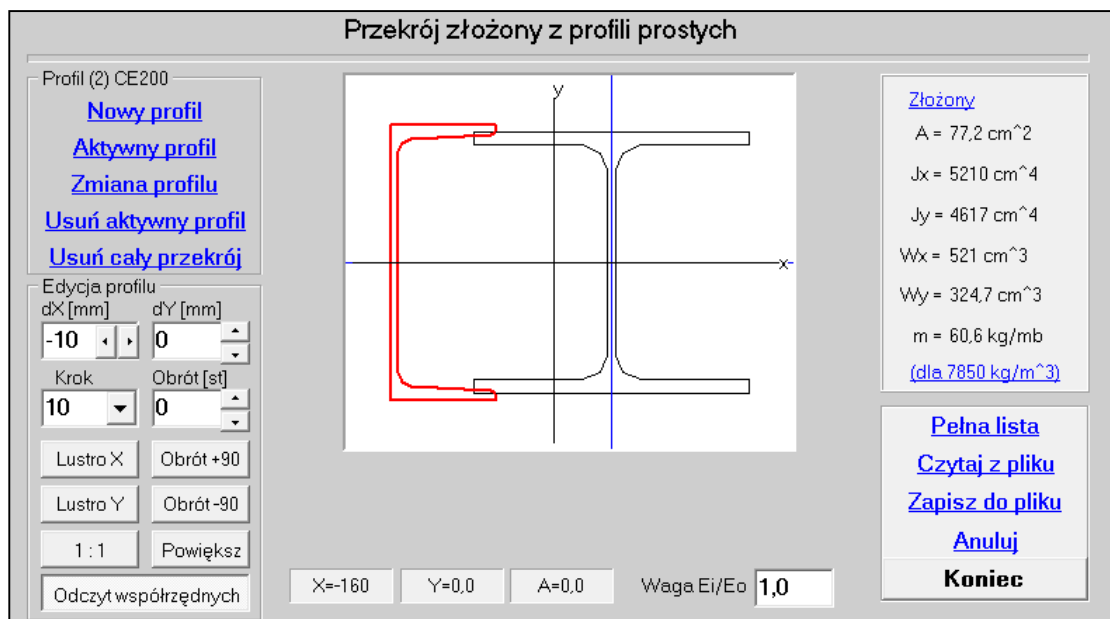 Przekrój złożony z profili prostych
Profil (2) CE200
Nowy profil
Aktywny profil
Zmiana profilu
Usuń aktywny profil
Usuń cały przekrój
Edycja profilu
dX [mm] dY [mm]
-10 0
Krok Obrót [st]
10 0
Lustro X Obrót +90
Lustro Y Obrót -90
1 : 1 Powiększ
Odczyt współrzędnych
y
x
X=-160 Y=0,0 A=0,0 Waga Ei/Eo 1,0
Złożony
A = 77,2 cm^2
Jx = 5210 cm^4
Jy = 4617 cm^4
Wx = 521 cm^3
Wy = 324,7 cm^3
m = 60,6 kg/mb
(dla 7850 kg/m^3)
Pełna lista
Czytaj z pliku
Zapisz do pliku
Anuluj
Koniec